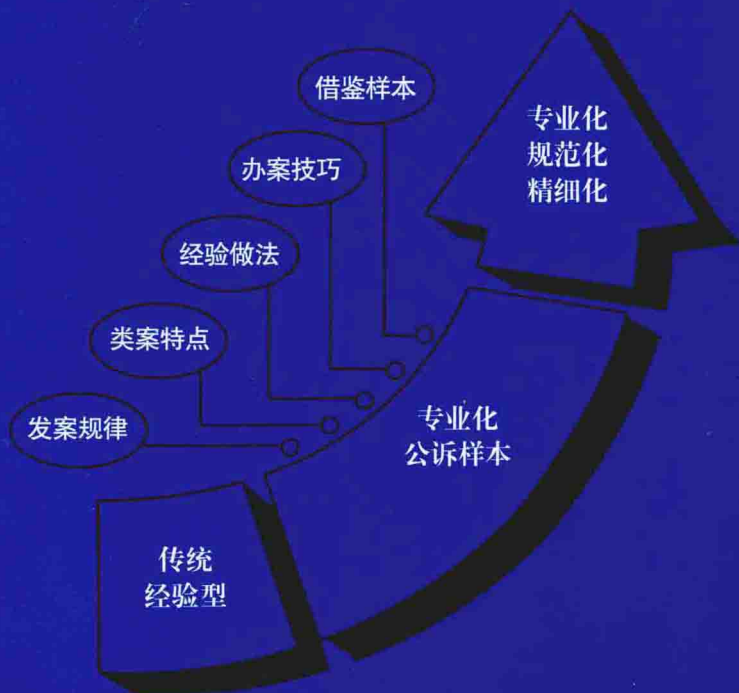 借鉴样本
办案技巧
经验做法
类案特点
发案规律
专业化
规范化
精细化
专业化
公诉样本
传统
经验型